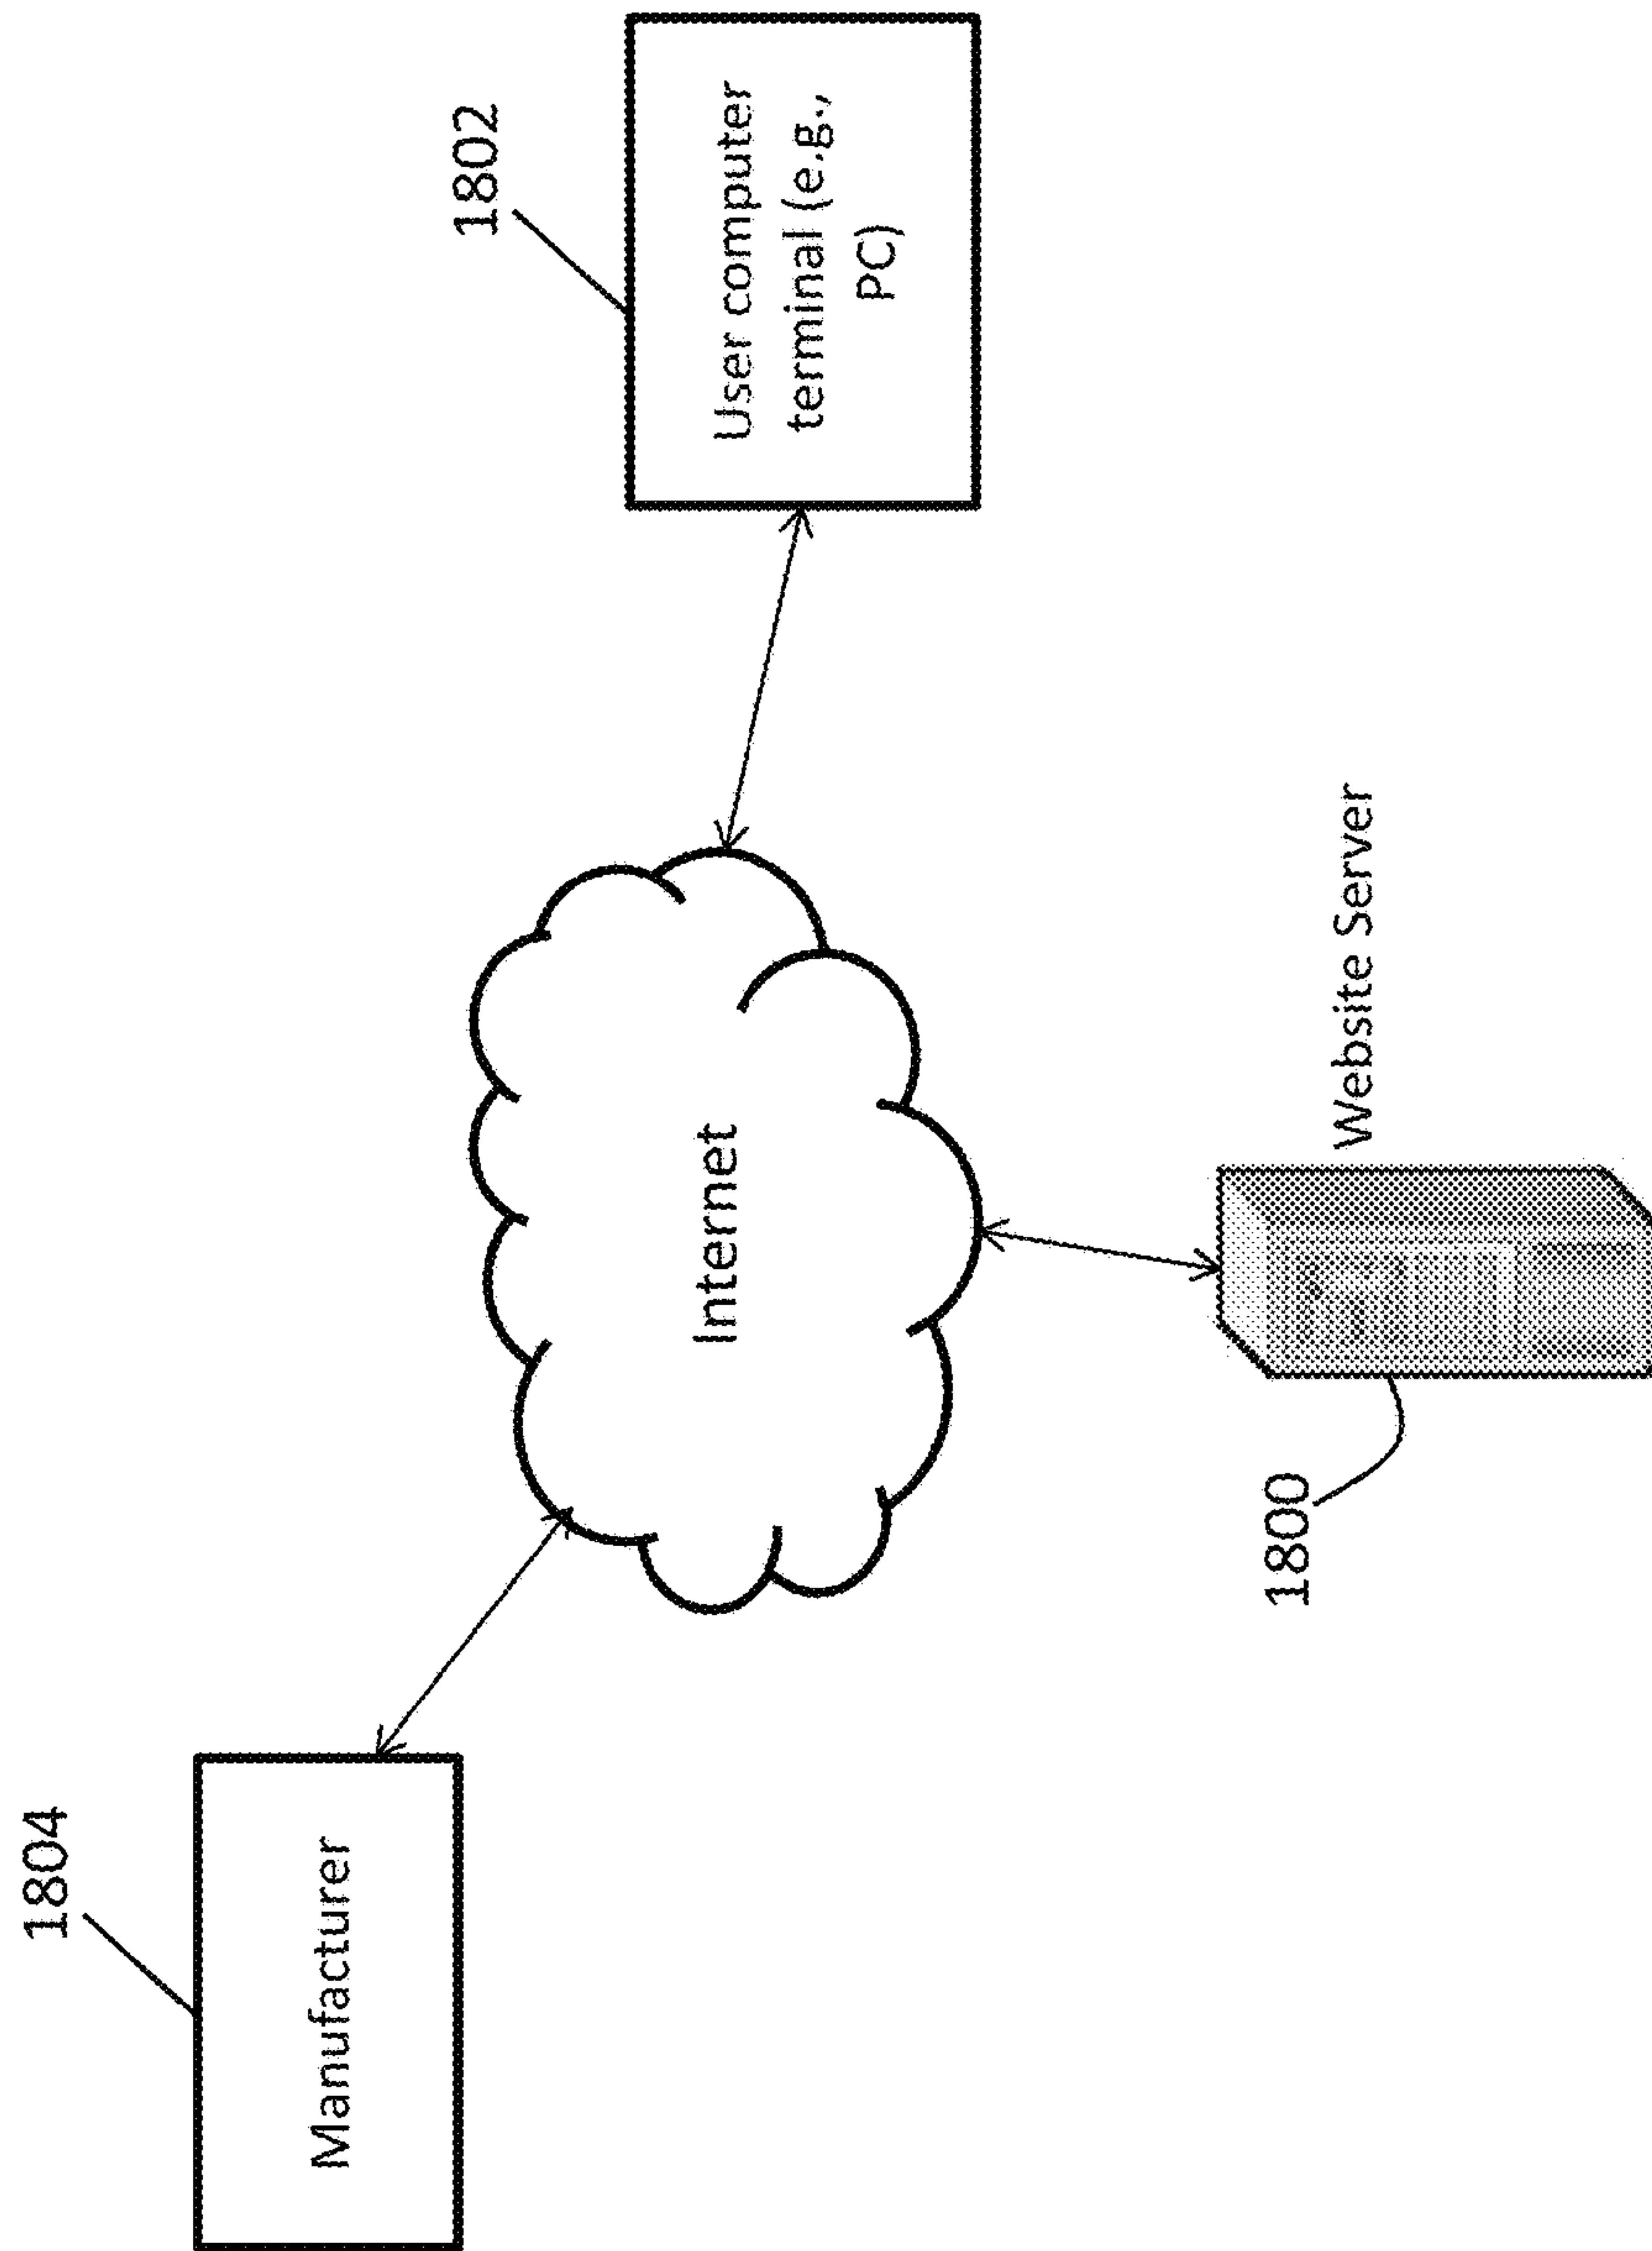 1804
Manufacturer
1802
User computer
terminal (e.g.,
PC)
Internet
Website Server
1800